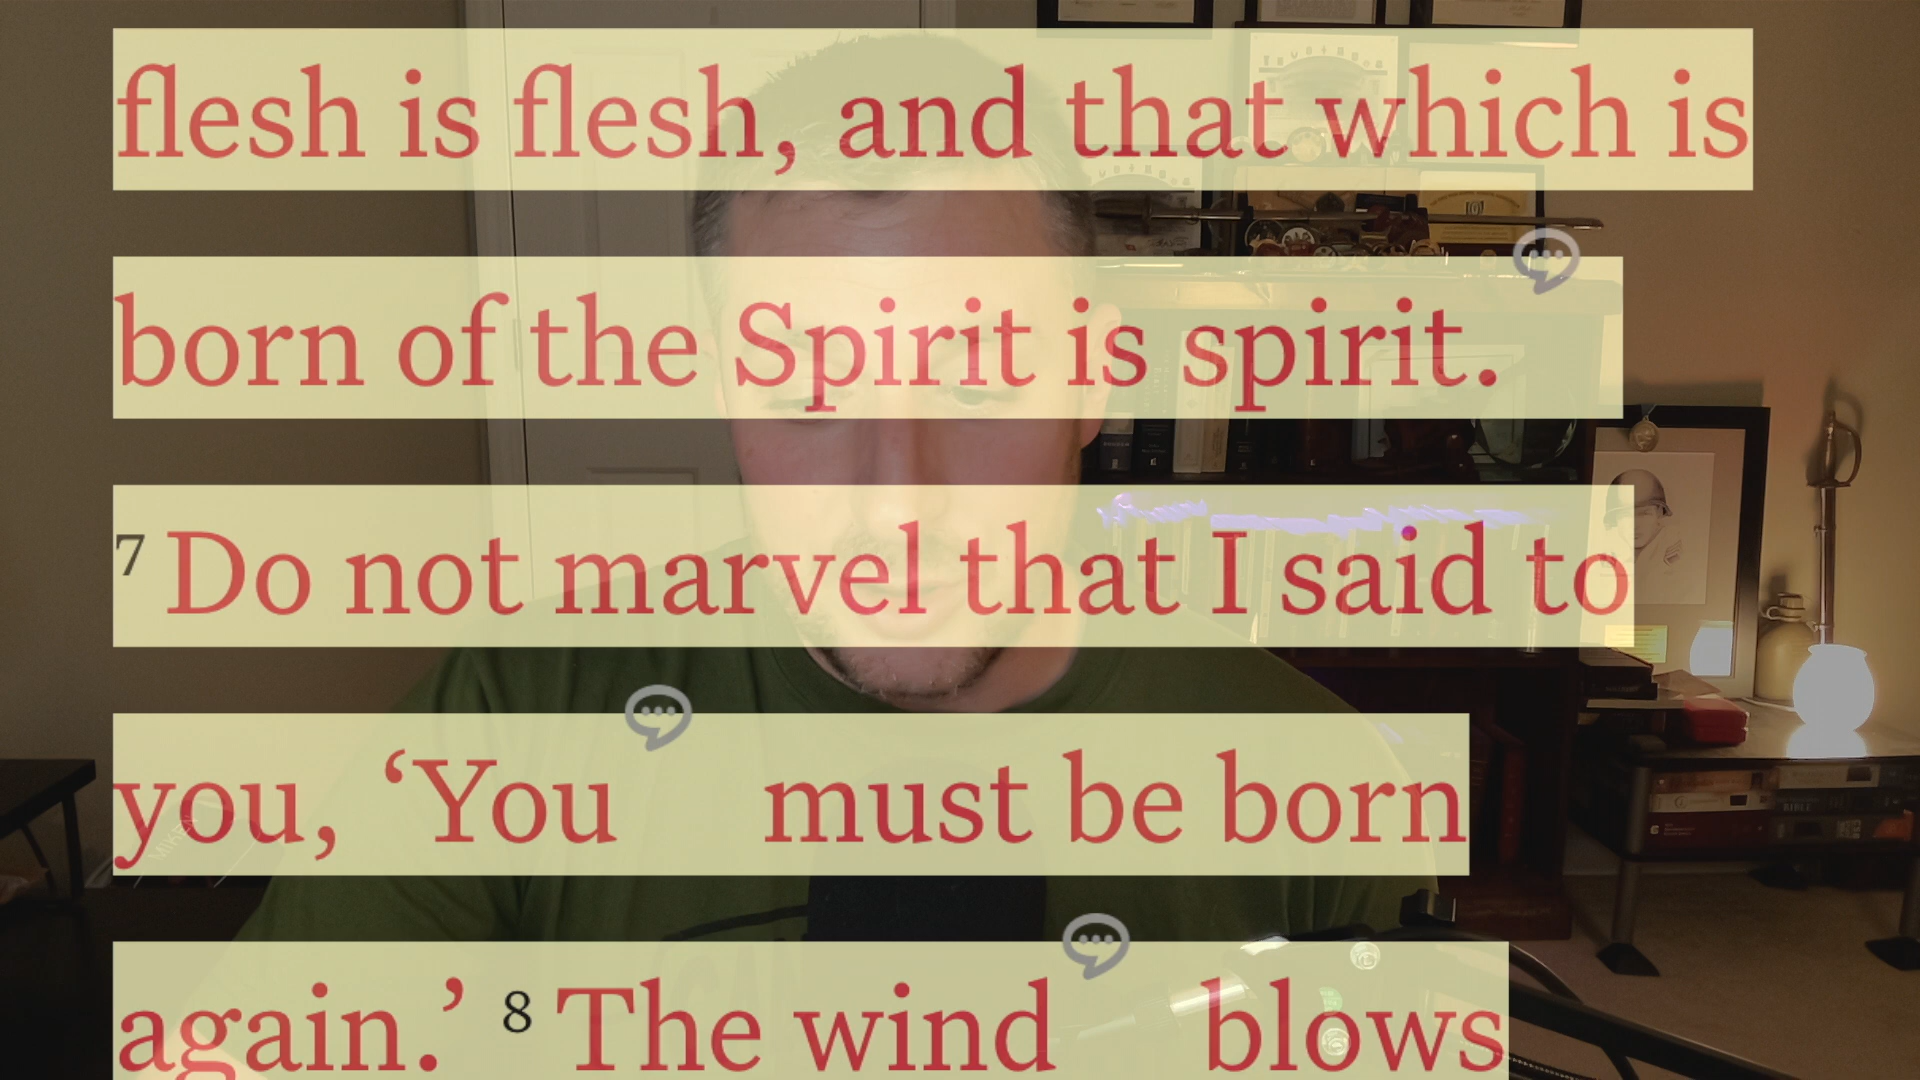 flesh is flesh, and that which is
born of the Spirit is spirit.
7 Do not marvel that I said to
you, ‘You must be born
again.’ 8 The wind blows